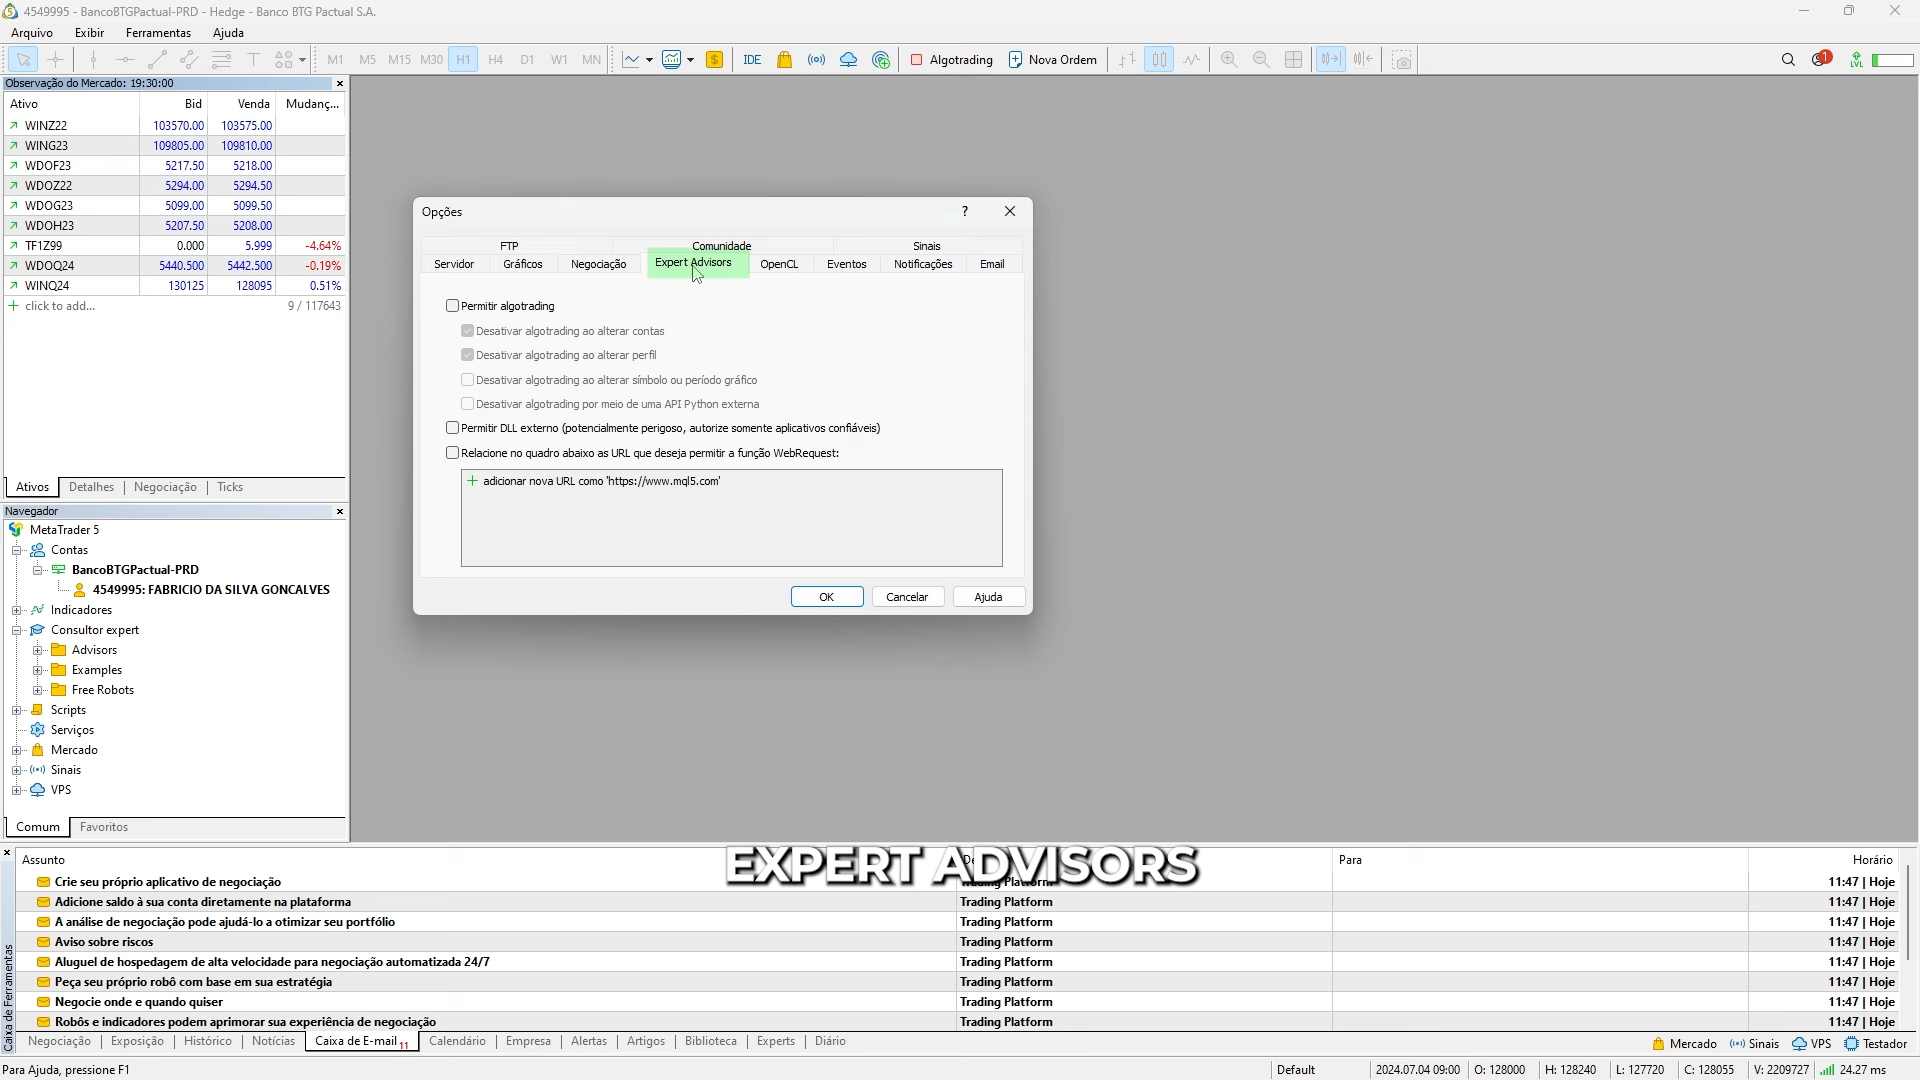 4549995 - BancoBTGPactual-PRD - Hedge - Banco BTG Pactual S.A.
Arquivo Exibir Ferramentas Ajuda
M1 M5 M15 M30 H1 H4 D1 W1 MN IDE Algotrading Nova Ordem 1 LVL
Observação do Mercado: 19:30:00
Ativo Bid Venda Mudanç...
WINZ22 103570.00 103575.00
WING23 109805.00 109810.00
WDOF23 5217.50 5218.00
WDOZ22 5294.00 5294.50
WDOG23 5099.00 5099.50
WDOH23 5207.50 5208.00
TF1Z99 0.000 5.999 -4.64%
WDOQ24 5440.500 5442.500 -0.19%
WINQ24 130125 128095 0.51%
click to add... 9 / 117643
Ativos Detalhes Negociação Ticks
Navegador
MetaTrader 5
Contas
BancoBTGPactual-PRD
4549995: FABRICIO DA SILVA GONCALVES
Indicadores
Consultor expert
Advisors
Examples
Free Robots
Scripts
Serviços
Mercado
Sinais
VPS
Comum Favoritos
Opções ?
FTP Comunidade Sinais
Servidor Gráficos Negociação Expert Advisors OpenCL Eventos Notificações Email
Permitir algotrading
Desativar algotrading ao alterar contas
Desativar algotrading ao alterar perfil
Desativar algotrading ao alterar símbolo ou período gráfico
Desativar algotrading por meio de uma API Python externa
Permitir DLL externo (potencialmente perigoso, autorize somente aplicativos confiáveis)
Relacione no quadro abaixo as URL que deseja permitir a função WebRequest:
adicionar nova URL como 'https://www.mql5.com'
OK Cancelar Ajuda
EXPERT ADVISORS
Assunto Para Horário
Crie seu próprio aplicativo de negociação Trading Platform 11:47 | Hoje
Adicione saldo à sua conta diretamente na plataforma Trading Platform 11:47 | Hoje
A análise de negociação pode ajudá-lo a otimizar seu portfólio Trading Platform 11:47 | Hoje
Aviso sobre riscos Trading Platform 11:47 | Hoje
Aluguel de hospedagem de alta velocidade para negociação automatizada 24/7 Trading Platform 11:47 | Hoje
Peça seu próprio robô com base em sua estratégia Trading Platform 11:47 | Hoje
Negocie onde e quando quiser Trading Platform 11:47 | Hoje
Robôs e indicadores podem aprimorar sua experiência de negociação Trading Platform 11:47 | Hoje
Caixa de Ferramentas
Negociação Exposição Histórico Notícias Caixa de E-mail 11 Calendário Empresa Alertas Artigos Biblioteca Experts Diário Mercado Sinais VPS Testador
Para Ajuda, pressione F1 Default 2024.07.04 09:00 O: 128000 H: 128240 L: 127720 C: 128055 V: 2209727 24.27 ms